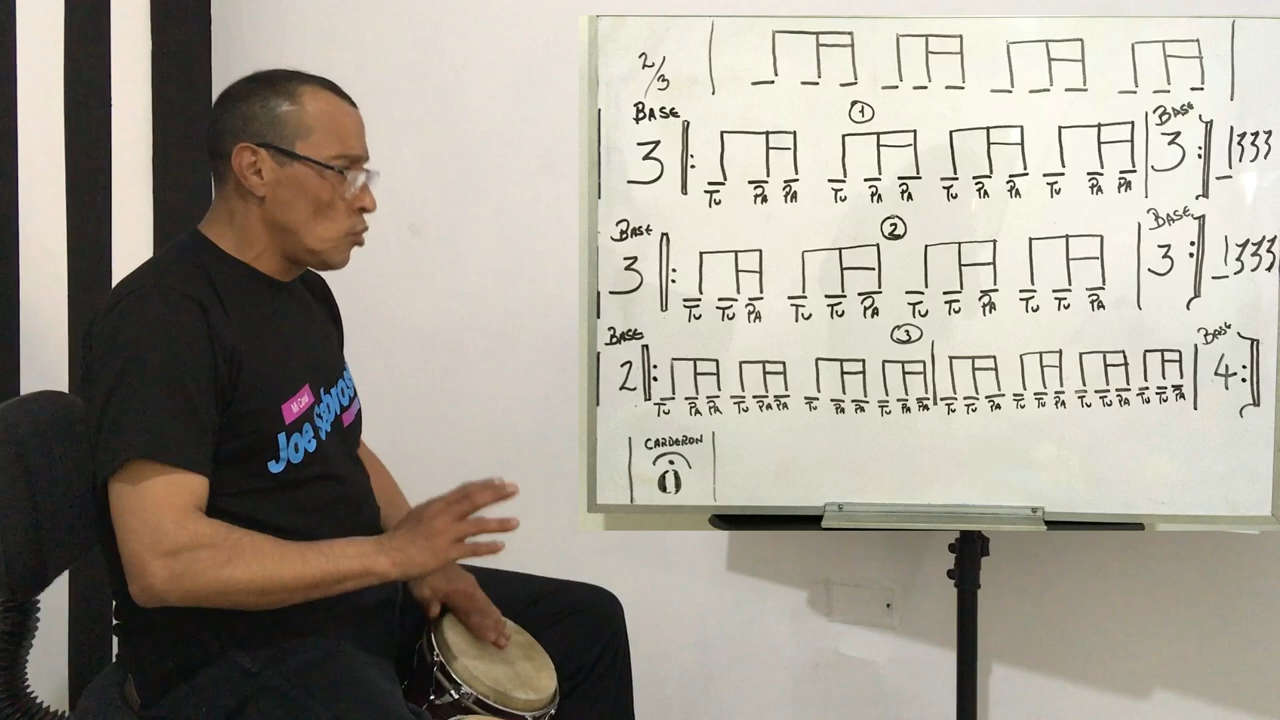 2/3
BASE 1 BASE
3 3 1333
Tu PA PA Tu PA PA Tu PA PA Tu PA PA
BASE 2 BASE
3 3 1333
Tu Tu PA Tu Tu PA Tu Tu PA Tu Tu PA
BASE 3 BASE
2 4
Tu PA PA Tu PA PA Tu PA PA Tu PA PA Tu Tu PA Tu Tu PA Tu Tu PA Tu Tu PA
CARDERON
Mi Canal
Joe